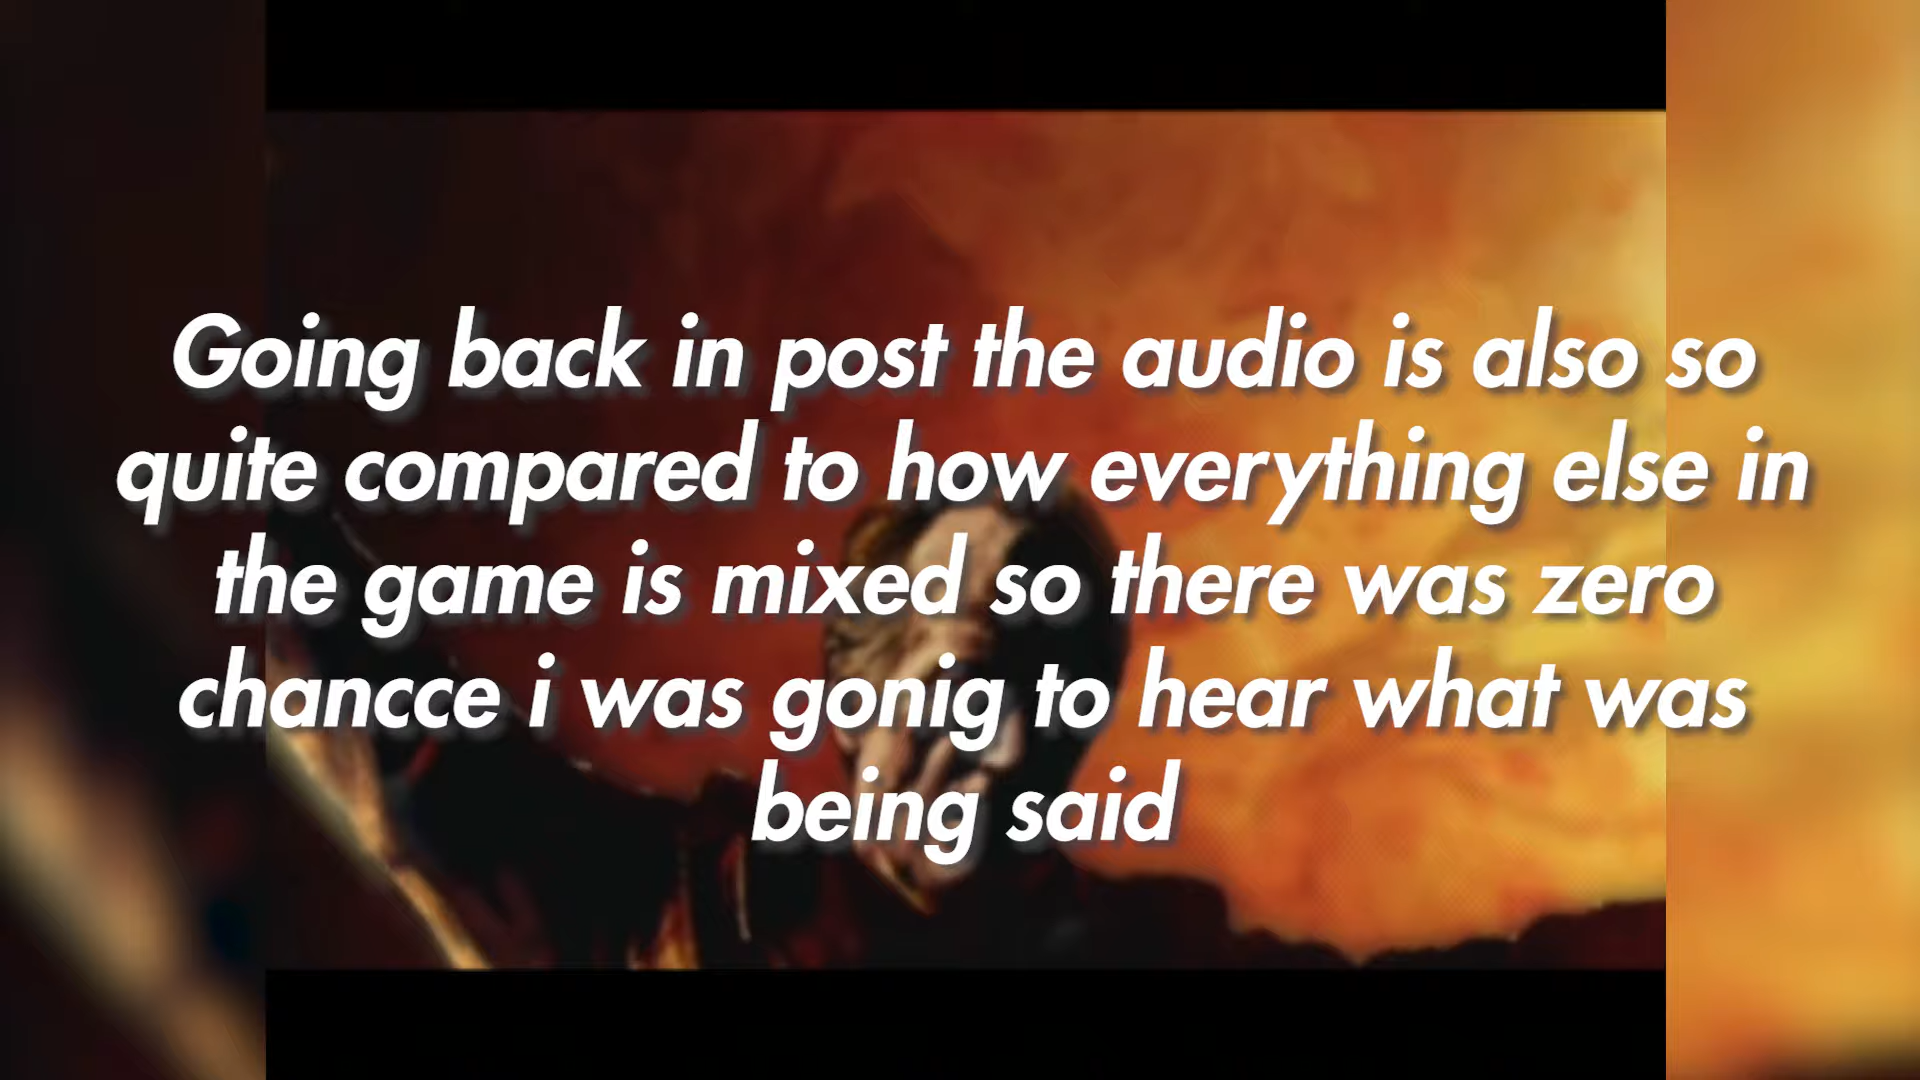 Going back in post the audio is also so
quite compared to how everything else in
the game is mixed so there was zero
chancce i was gonig to hear what was
being said